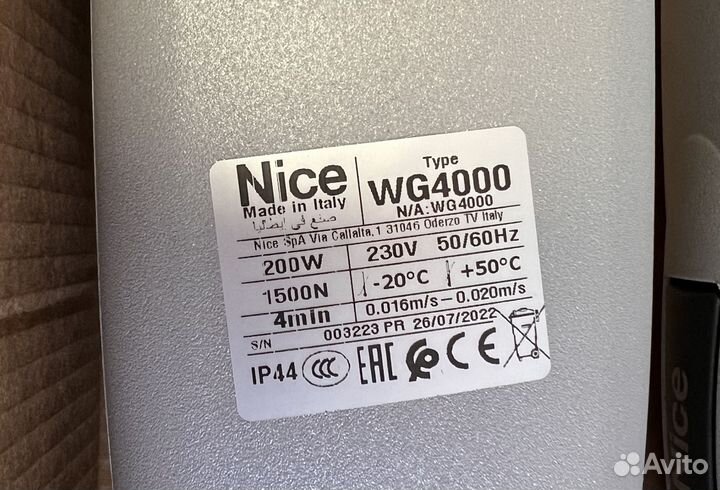 Nice
Made in Italy
صنع في إيطاليا
Type
WG4000
N/A:WG4000
Nice SpA Via Callalta,1 31046 Oderzo TV Italy
200W 230V 50/60Hz
1500N -20°C +50°C
4min 0.016m/s-0.020m/s
S/N 003223 PR 26/07/2022
IP44 CCC EAC CE
Nice
Avito